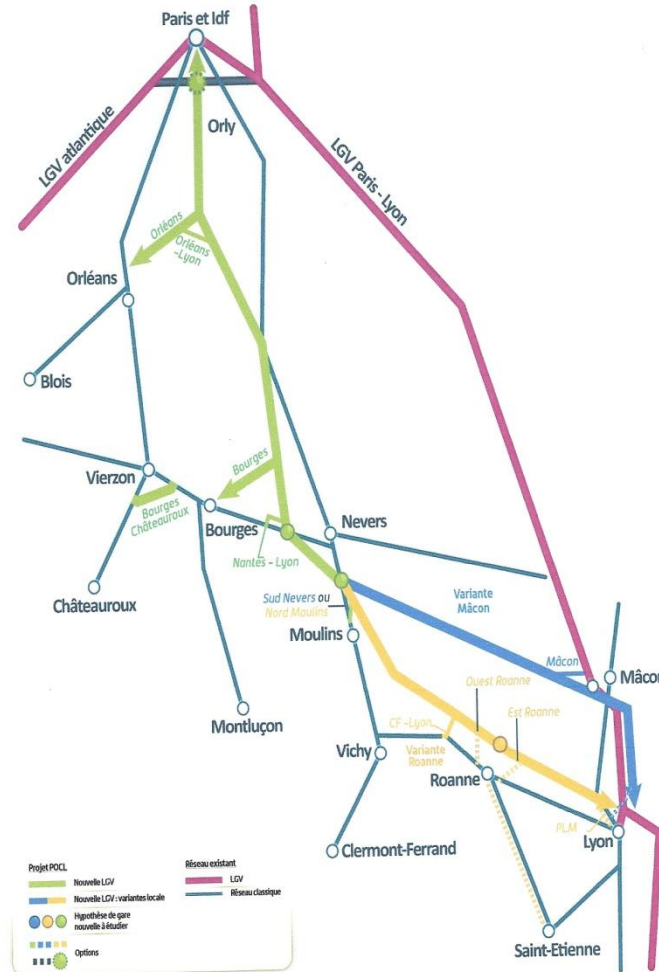 Paris et Idf
Orly
LGV atlantique
LGV Paris - Lyon
Orléans
Orléans
-Lyon
Orléans
Blois
Vierzon
Bourges
Bourges
Châteauroux
Bourges
Nevers
Nantes - Lyon
Châteauroux
Sud Nevers ou
Nord Moulins
Variante
Mâcon
Moulins
Mâcon
Mâcon
Ouest Roanne
Est Roanne
Montluçon
CF -Lyon
Variante
Roanne
Vichy
Roanne
PLM
Lyon
Clermont-Ferrand
Saint-Etienne
Projet POCL
Nouvelle LGV
Nouvelle LGV : variantes locale
Hypothèse de gare
nouvelle à étudier
Options
Réseau existant
LGV
Réseau classique